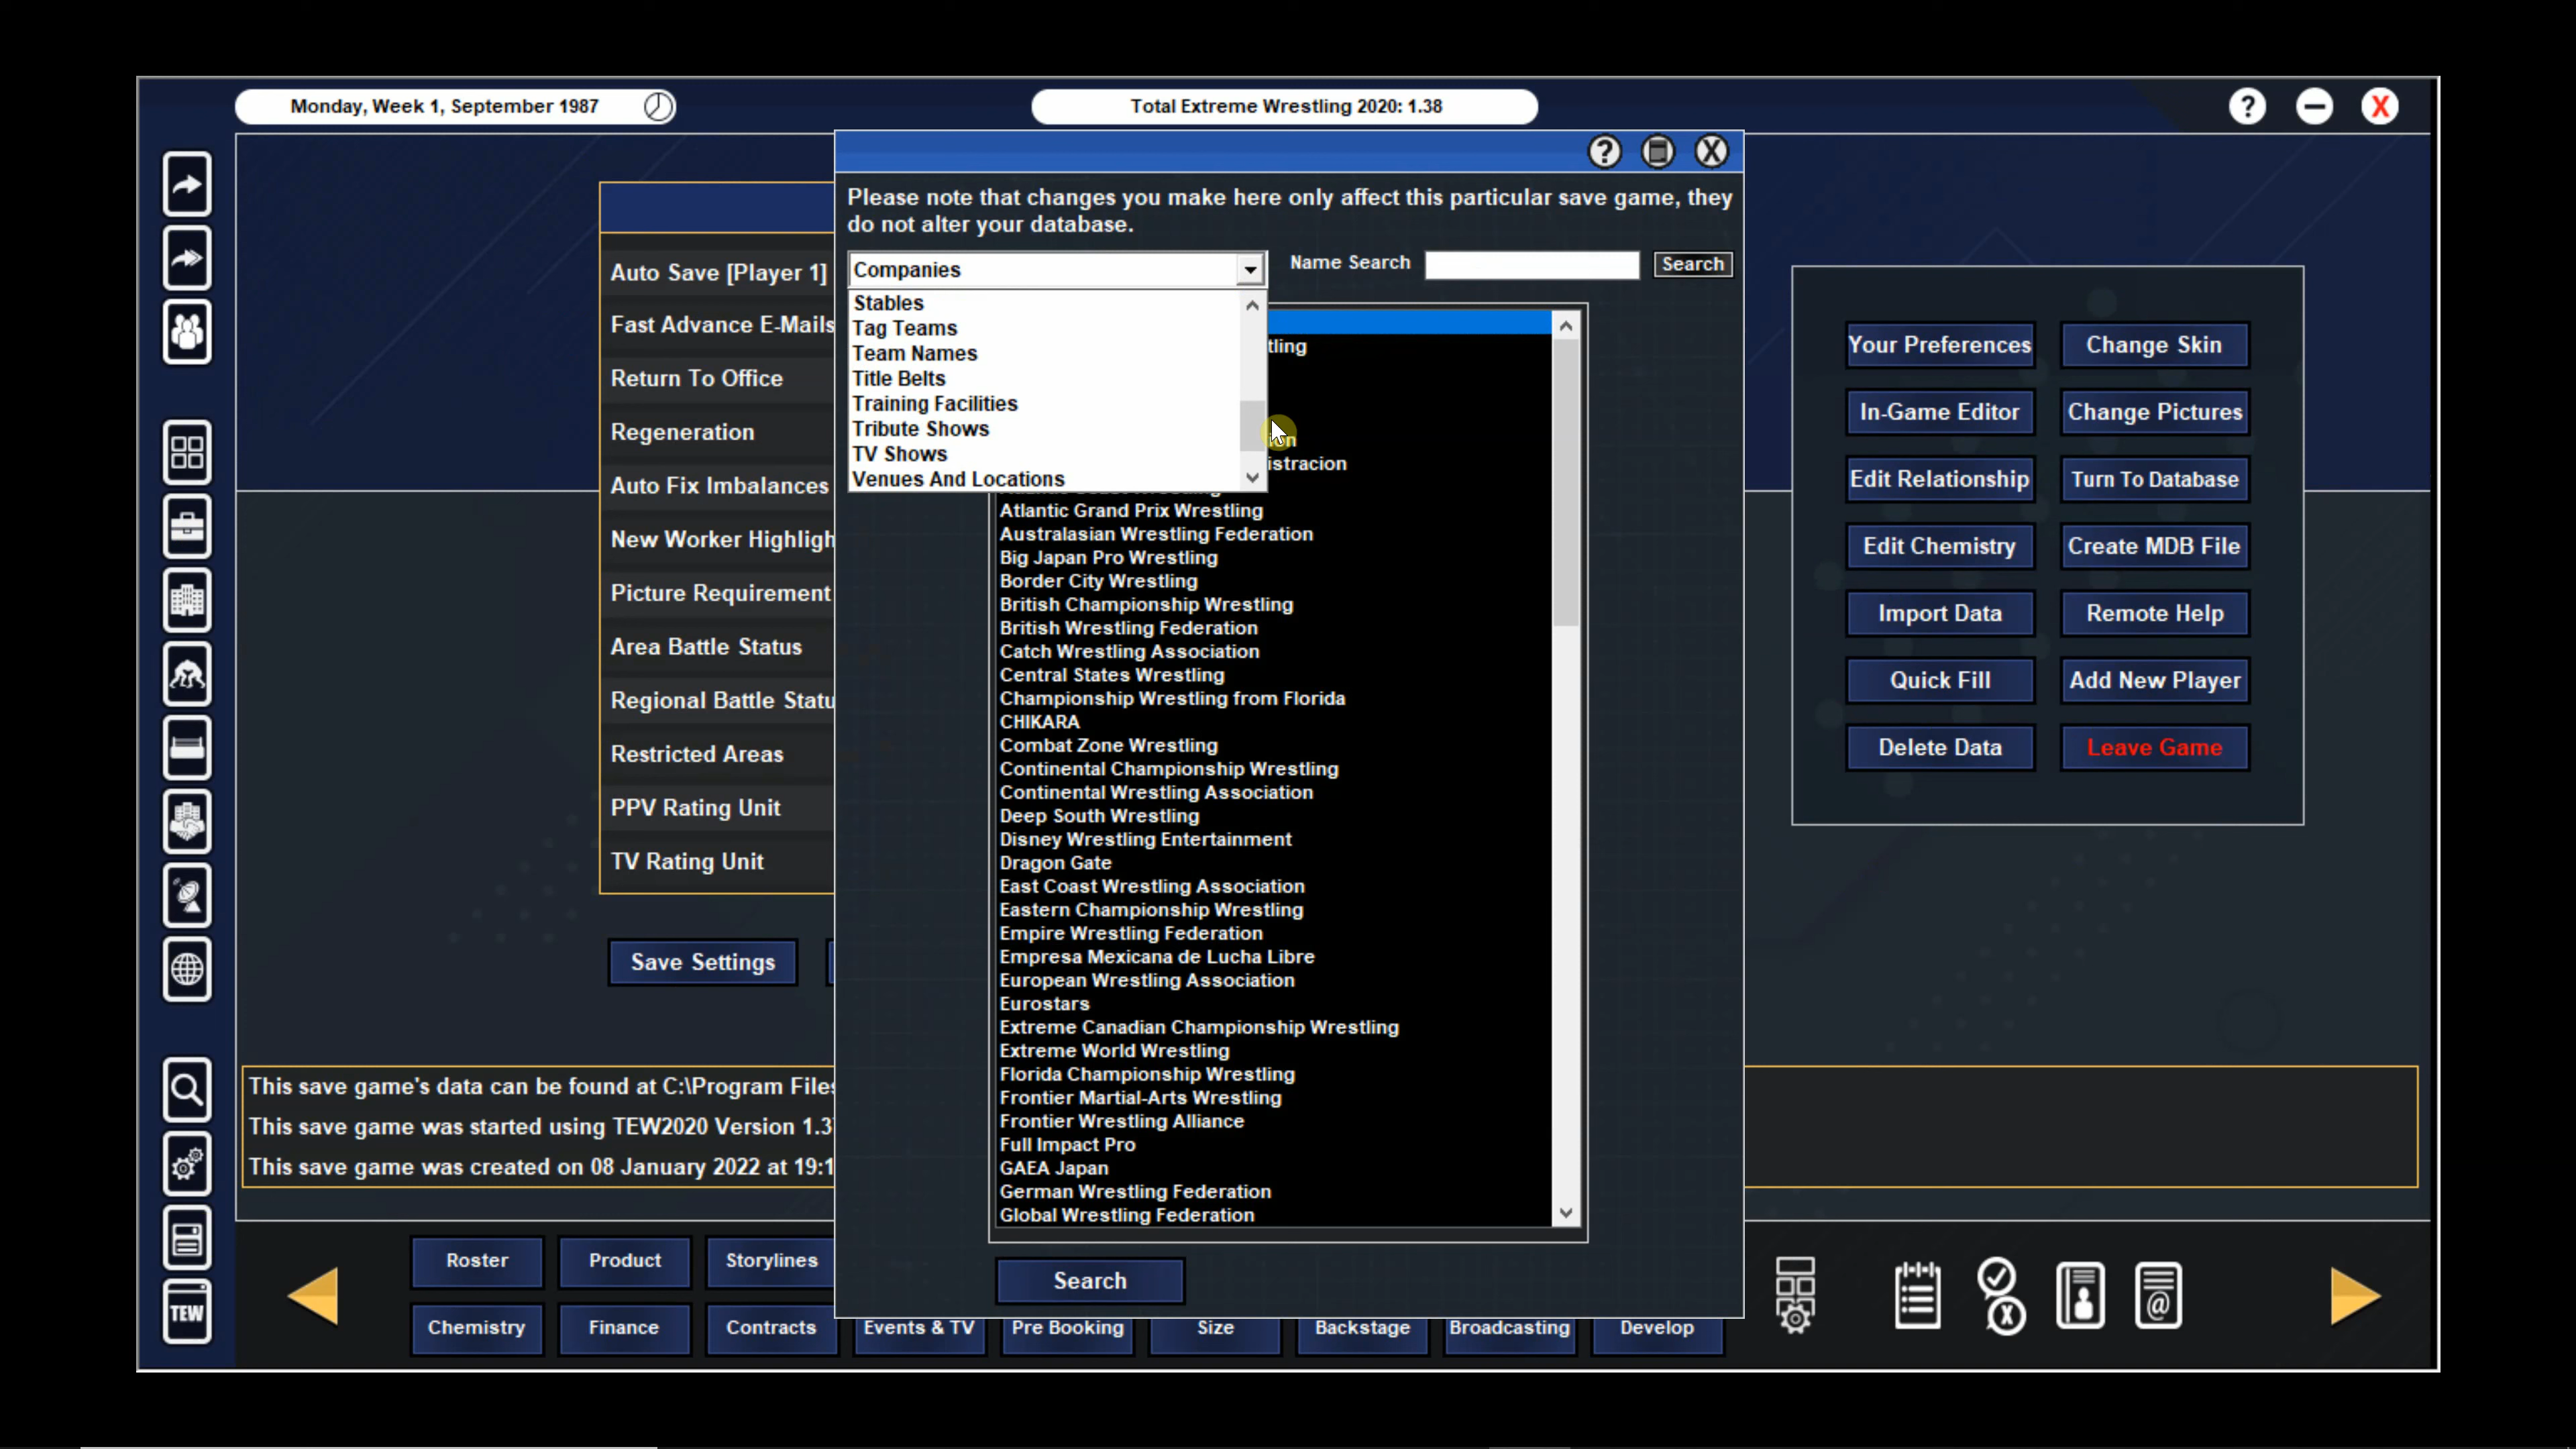 Monday, Week 1, September 1987
Total Extreme Wrestling 2020: 1.38
?
X
?
X
Please note that changes you make here only affect this particular save game, they
do not alter your database.
Companies
Name Search
Search
Stables
Tag Teams
Team Names
Title Belts
Training Facilities
Tribute Shows
TV Shows
Venues And Locations
tling
istracion
Atlantic Grand Prix Wrestling
Australasian Wrestling Federation
Big Japan Pro Wrestling
Border City Wrestling
British Championship Wrestling
British Wrestling Federation
Catch Wrestling Association
Central States Wrestling
Championship Wrestling from Florida
CHIKARA
Combat Zone Wrestling
Continental Championship Wrestling
Continental Wrestling Association
Deep South Wrestling
Disney Wrestling Entertainment
Dragon Gate
East Coast Wrestling Association
Eastern Championship Wrestling
Empire Wrestling Federation
Empresa Mexicana de Lucha Libre
European Wrestling Association
Eurostars
Extreme Canadian Championship Wrestling
Extreme World Wrestling
Florida Championship Wrestling
Frontier Martial-Arts Wrestling
Frontier Wrestling Alliance
Full Impact Pro
GAEA Japan
German Wrestling Federation
Global Wrestling Federation
Search
Auto Save [Player 1]
Fast Advance E-Mails
Return To Office
Regeneration
Auto Fix Imbalances
New Worker Highligh
Picture Requirement
Area Battle Status
Regional Battle Statu
Restricted Areas
PPV Rating Unit
TV Rating Unit
Save Settings
Your Preferences
Change Skin
In-Game Editor
Change Pictures
Edit Relationship
Turn To Database
Edit Chemistry
Create MDB File
Import Data
Remote Help
Quick Fill
Add New Player
Delete Data
Leave Game
This save game's data can be found at C:\Program Files
This save game was started using TEW2020 Version 1.3
This save game was created on 08 January 2022 at 19:1
Roster
Product
Storylines
Chemistry
Finance
Contracts
Events & TV
Pre Booking
Size
Backstage
Broadcasting
Develop
TEW